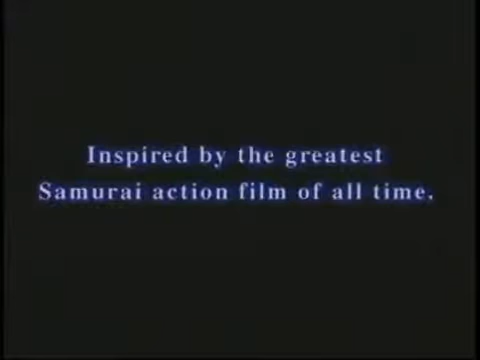 Inspired by the greatest
Samurai action film of all time.